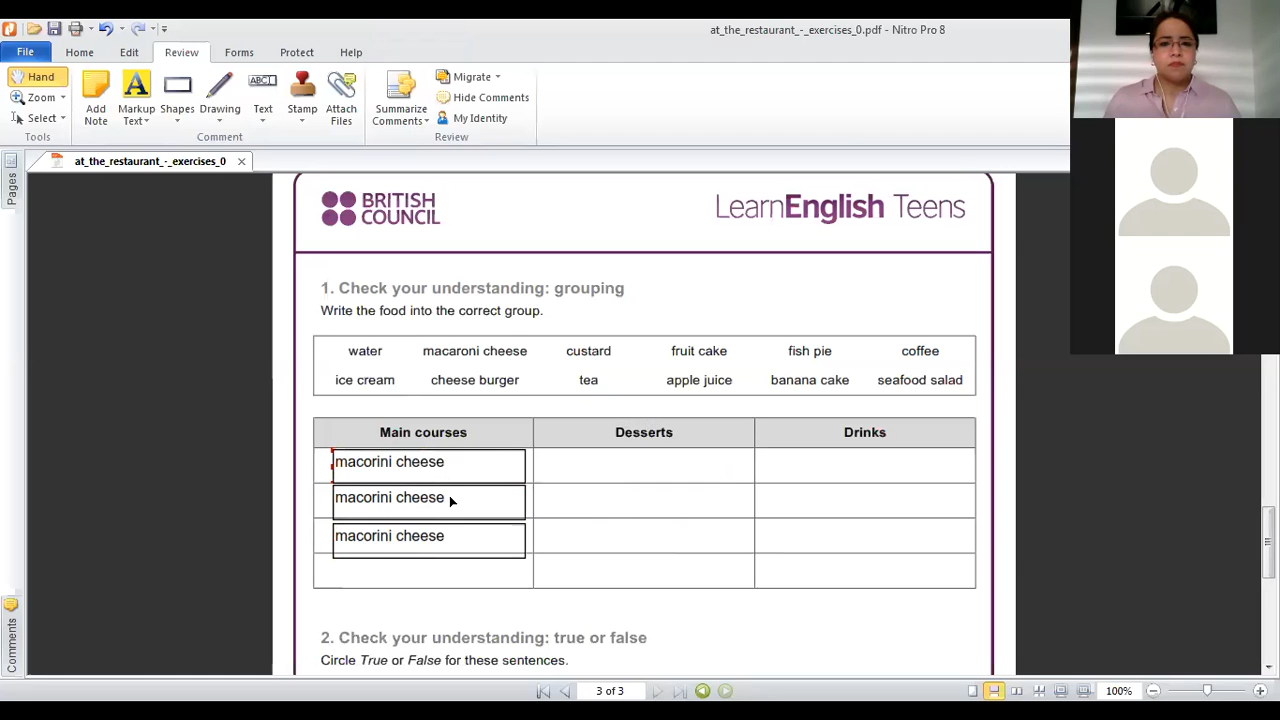 at_the_restaurant_-_exercises_0.pdf - Nitro Pro 8
File Home Edit Review Forms Protect Help
Hand
Zoom
Select
Tools
Add Note
Markup Text
Shapes
Drawing
Text
Stamp
Attach Files
Comment
Summarize Comments
Migrate
Hide Comments
My Identity
Review
at_the_restaurant_-_exercises_0
Pages
BRITISH COUNCIL
LearnEnglish Teens
1. Check your understanding: grouping
Write the food into the correct group.
water macaroni cheese custard fruit cake fish pie coffee
ice cream cheese burger tea apple juice banana cake seafood salad
Main courses Desserts Drinks
macorini cheese
macorini cheese
macorini cheese
2. Check your understanding: true or false
Circle True or False for these sentences.
Comments
3 of 3
100%